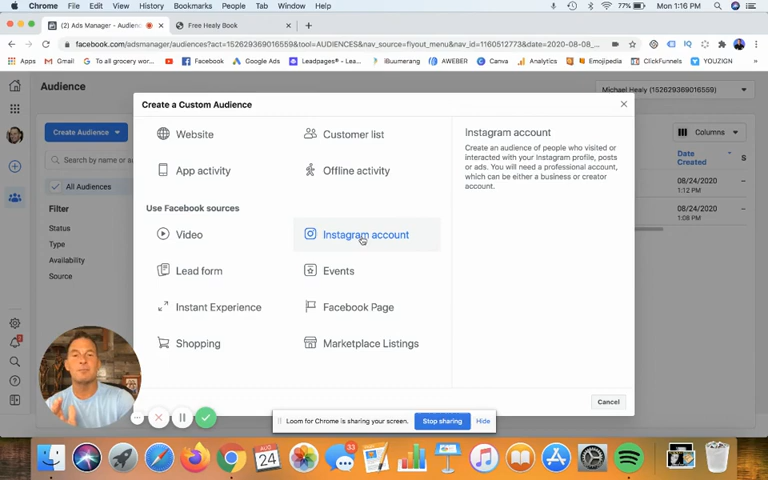 Chrome File Edit View History Bookmarks People Tab Window Help 77% Mon 1:16 PM
(2) Ads Manager - Audienc
Free Healy Book
facebook.com/adsmanager/audiences?act=152629369016559&tool=AUDIENCES&nav_source=flyout_menu&nav_id=1160512773&date=2020-08-08_...
Apps Gmail To all grocery wor... Facebook Google Ads Leadpages - Lead... iBuumerang AWEBER Canva Analytics Emojipedia ClickFunnels YOUZIGN
Audience
Michael Healy (152629369016559)
Create Audience
Search by name or au
All Audiences
Filter
Status
Type
Availability
Source
Columns
Date
Created
S
08/24/2020
1:12 PM
08/24/2020
1:08 PM
Create a Custom Audience
Website
Customer list
App activity
Offline activity
Use Facebook sources
Video
Instagram account
Lead form
Events
Instant Experience
Facebook Page
Shopping
Marketplace Listings
Instagram account
Create an audience of people who visited or
interacted with your Instagram profile, posts
or ads. You will need a professional account,
which can be either a business or creator
account.
Cancel
Loom for Chrome is sharing your screen.
Stop sharing
Hide
AUG
24
33